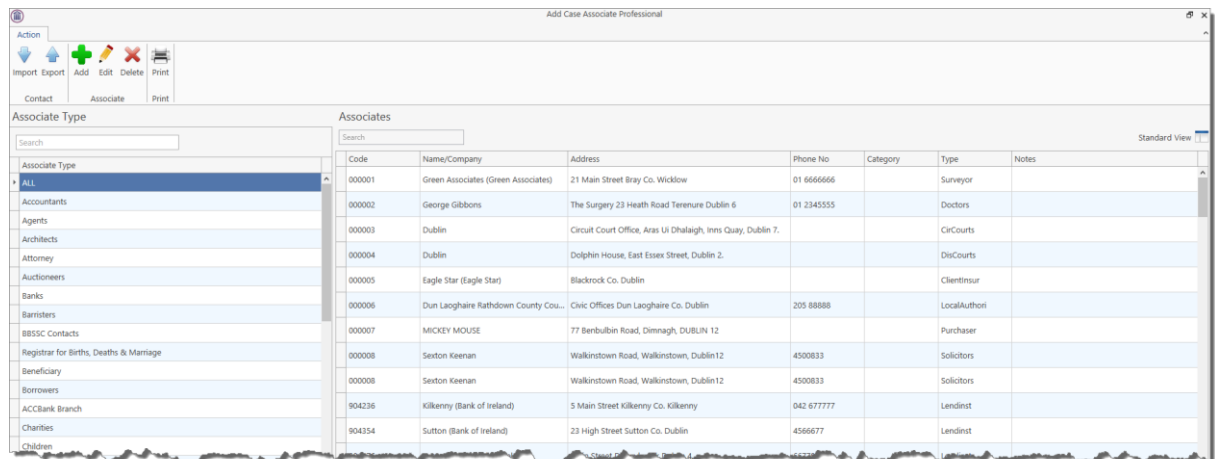 Add Case Associate Professional
Action
Import Export Add Edit Delete Print
Contact Associate Print
Associate Type
Search
Associate Type
ALL
Accountants
Agents
Architects
Attorney
Auctioneers
Banks
Barristers
BBSSC Contacts
Registrar for Births, Deaths & Marriage
Beneficiary
Borrowers
ACCBank Branch
Charities
Children
Associates
Search
Standard View
Code Name/Company Address Phone No Category Type Notes
000001 Green Associates (Green Associates) 21 Main Street Bray Co. Wicklow 01 6666666 Surveyor
000002 George Gibbons The Surgery 23 Heath Road Terenure Dublin 6 01 2345555 Doctors
000003 Dublin Circuit Court Office, Aras Ui Dhalaigh, Inns Quay, Dublin 7. CirCourts
000004 Dublin Dolphin House, East Essex Street, Dublin 2. DisCourts
000005 Eagle Star (Eagle Star) Blackrock Co. Dublin ClientInsur
000006 Dun Laoghaire Rathdown County Cou... Civic Offices Dun Laoghaire Co. Dublin 205 88888 LocalAuthori
000007 MICKEY MOUSE 77 Benbulbin Road, Dimnagh, DUBLIN 12 Purchaser
000008 Sexton Keenan Walkinstown Road, Walkinstown, Dublin12 4500833 Solicitors
000008 Sexton Keenan Walkinstown Road, Walkinstown, Dublin12 4500833 Solicitors
904236 Kilkenny (Bank of Ireland) 5 Main Street Kilkenny Co. Kilkenny 042 677777 Lendinst
904354 Sutton (Bank of Ireland) 23 High Street Sutton Co. Dublin 4566677 Lendinst